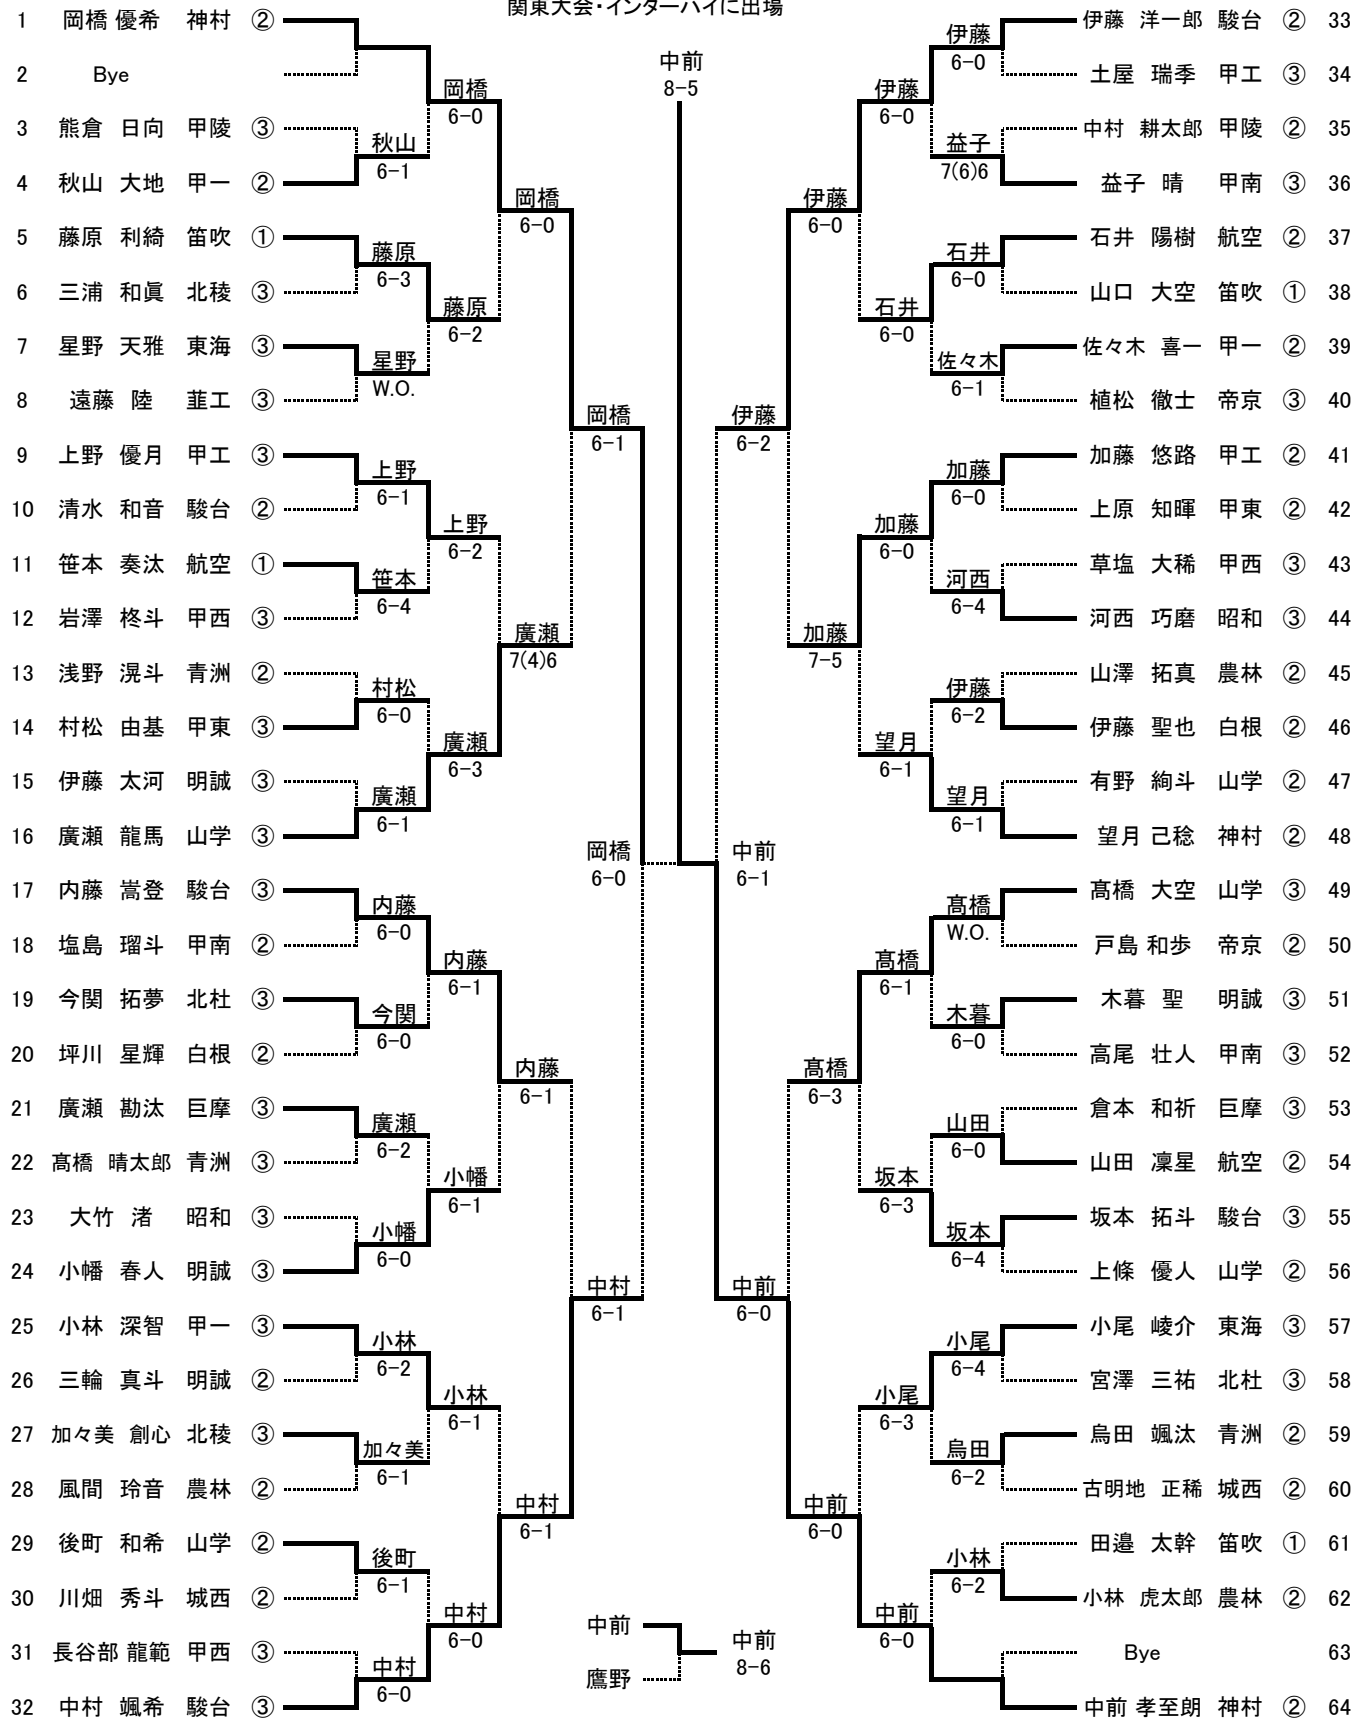 関東大会・インターハイに出場
1 岡橋 優希 神村 ②
2 Bye
3 熊倉 日向 甲陵 ③
4 秋山 大地 甲一 ②
5 藤原 利綺 笛吹 ①
6 三浦 和眞 北稜 ③
7 星野 天雅 東海 ③
8 遠藤 陸 韮工 ③
9 上野 優月 甲工 ③
10 清水 和音 駿台 ②
11 笹本 奏汰 航空 ①
12 岩澤 柊斗 甲西 ③
13 浅野 滉斗 青洲 ②
14 村松 由基 甲東 ③
15 伊藤 太河 明誠 ③
16 廣瀬 龍馬 山学 ③
17 内藤 嵩登 駿台 ③
18 塩島 瑠斗 甲南 ②
19 今関 拓夢 北杜 ③
20 坪川 星輝 白根 ②
21 廣瀬 勘汰 巨摩 ③
22 髙橋 晴太郎 青洲 ③
23 大竹 渚 昭和 ③
24 小幡 春人 明誠 ③
25 小林 深智 甲一 ③
26 三輪 真斗 明誠 ②
27 加々美 創心 北稜 ③
28 風間 玲音 農林 ②
29 後町 和希 山学 ②
30 川畑 秀斗 城西 ②
31 長谷部 龍範 甲西 ③
32 中村 颯希 駿台 ③
秋山
6-1
藤原
6-3
星野
W.O.
上野
6-1
笹本
6-4
村松
6-0
廣瀬
6-1
内藤
6-0
今関
6-0
廣瀬
6-2
小幡
6-0
小林
6-2
加々美
6-1
後町
6-1
中村
6-0
岡橋
6-0
藤原
6-2
上野
6-2
廣瀬
6-3
内藤
6-1
小幡
6-1
小林
6-1
中村
6-0
岡橋
6-0
廣瀬
7(4)6
内藤
6-1
中村
6-1
岡橋
6-1
中村
6-1
岡橋
6-0
中前
8-5
中前
6-1
伊藤
6-2
中前
6-0
伊藤
6-0
加藤
7-5
髙橋
6-3
中前
6-0
伊藤
6-0
石井
6-0
加藤
6-0
望月
6-1
髙橋
6-1
坂本
6-3
小尾
6-3
中前
6-0
伊藤
6-0
益子
7(6)6
石井
6-0
佐々木
6-1
加藤
6-0
河西
6-4
伊藤
6-2
望月
6-1
髙橋
W.O.
木暮
6-0
山田
6-0
坂本
6-4
小尾
6-4
烏田
6-2
小林
6-2
伊藤 洋一郎 駿台 ② 33
土屋 瑞季 甲工 ③ 34
中村 耕太郎 甲陵 ② 35
益子 晴 甲南 ③ 36
石井 陽樹 航空 ② 37
山口 大空 笛吹 ① 38
佐々木 喜一 甲一 ② 39
植松 徹士 帝京 ③ 40
加藤 悠路 甲工 ② 41
上原 知暉 甲東 ② 42
草塩 大稀 甲西 ③ 43
河西 巧磨 昭和 ③ 44
山澤 拓真 農林 ② 45
伊藤 聖也 白根 ② 46
有野 絢斗 山学 ② 47
望月 己稔 神村 ② 48
髙橋 大空 山学 ③ 49
戸島 和歩 帝京 ② 50
木暮 聖 明誠 ③ 51
高尾 壮人 甲南 ③ 52
倉本 和祈 巨摩 ③ 53
山田 凜星 航空 ② 54
坂本 拓斗 駿台 ③ 55
上條 優人 山学 ② 56
小尾 崚介 東海 ③ 57
宮澤 三祐 北杜 ③ 58
烏田 颯汰 青洲 ② 59
古明地 正稀 城西 ② 60
田邉 太幹 笛吹 ① 61
小林 虎太郎 農林 ② 62
Bye 63
中前 孝至朗 神村 ② 64
中前
鷹野
中前
8-6